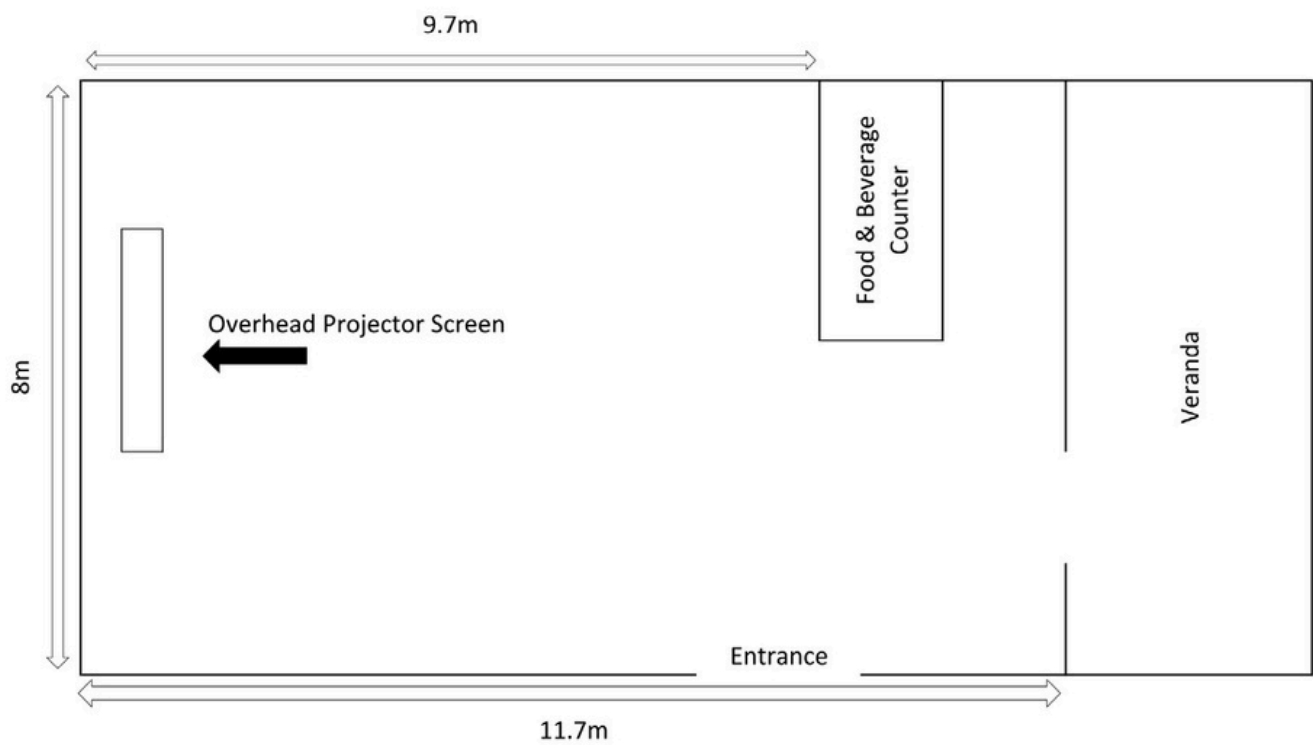 9.7m
Food & Beverage
Counter
Overhead Projector Screen
8m
Veranda
Entrance
11.7m